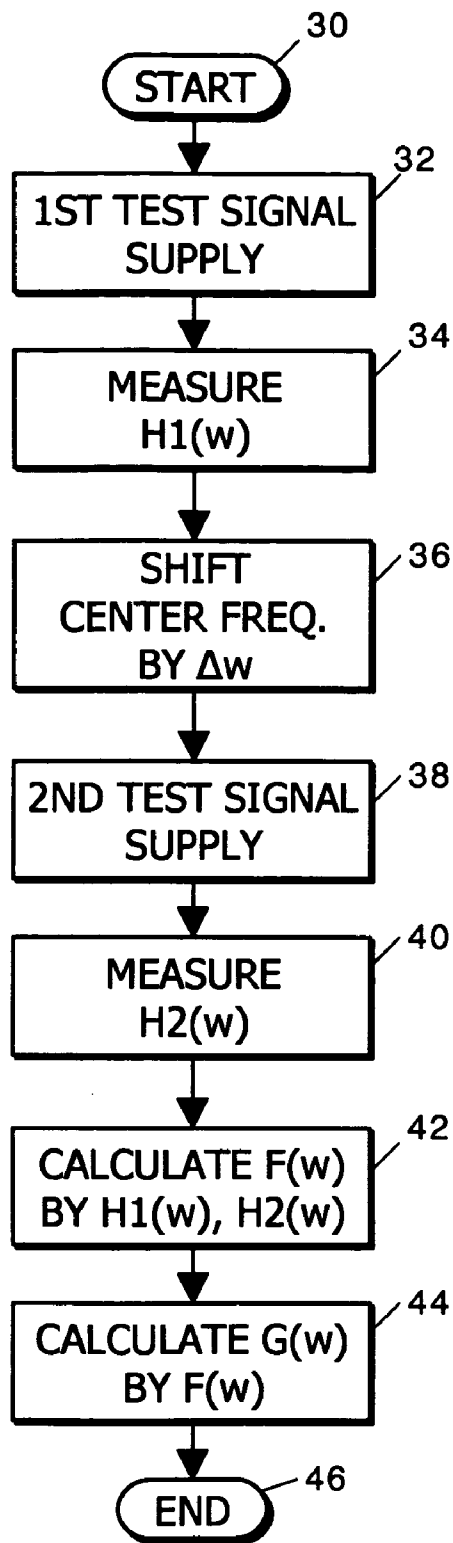 30
START
32
1ST TEST SIGNAL
SUPPLY
34
MEASURE
H1(w)
36
SHIFT
CENTER FREQ.
BY Δw
38
2ND TEST SIGNAL
SUPPLY
40
MEASURE
H2(w)
42
CALCULATE F(w)
BY H1(w), H2(w)
44
CALCULATE G(w)
BY F(w)
46
END